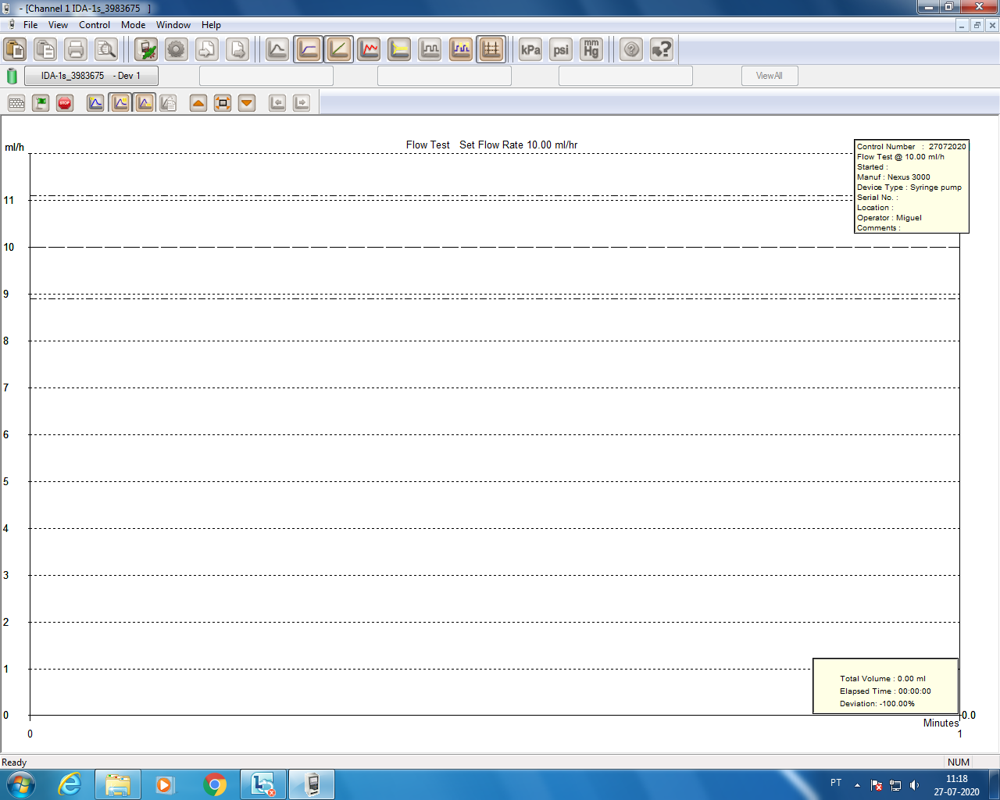 - [Channel 1 IDA-1s_3983675 ]
File View Control Mode Window Help
kPa psi mm Hg
IDA-1s_3983675 - Dev 1
ViewAll
STOP
ml/h
Flow Test Set Flow Rate 10.00 ml/hr
Control Number : 27072020
Flow Test @ 10.00 ml/h
Started :
Manuf : Nexus 3000
Device Type : Syringe pump
Serial No. :
Location :
Operator : Miguel
Comments :
11
10
9
8
7
6
5
4
3
2
1
0
Total Volume : 0.00 ml
Elapsed Time : 00:00:00
Deviation: -100.00%
0.0
Minutes
0
1
Ready
NUM
PT
11:18
27-07-2020